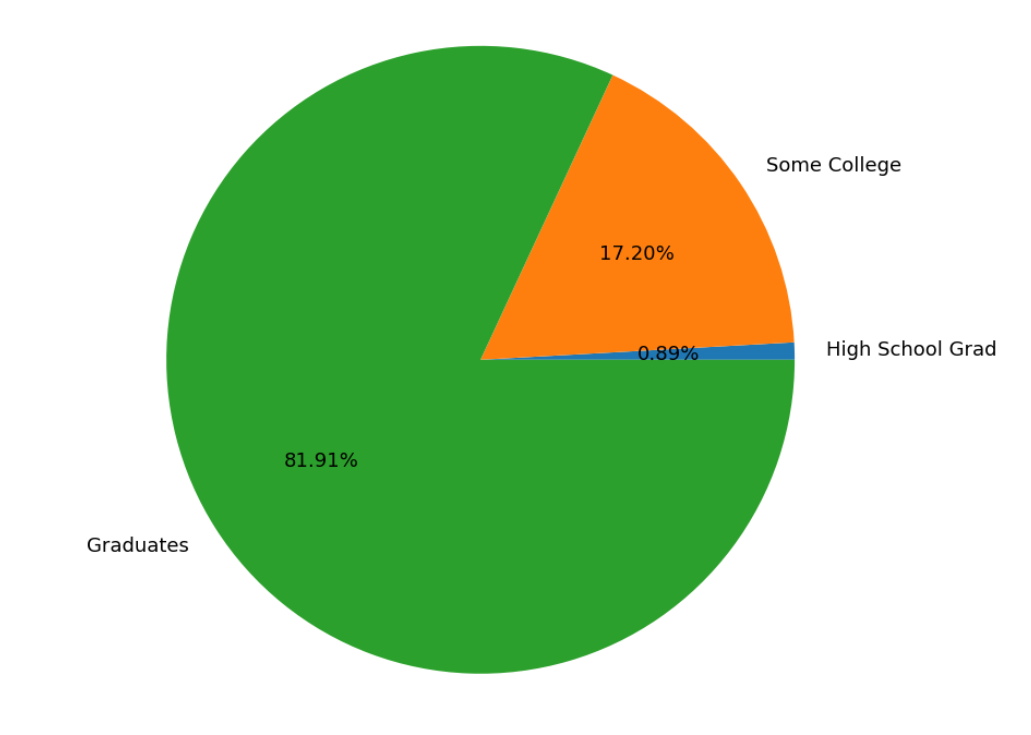 Some College
17.20%
High School Grad
0.89%
81.91%
Graduates